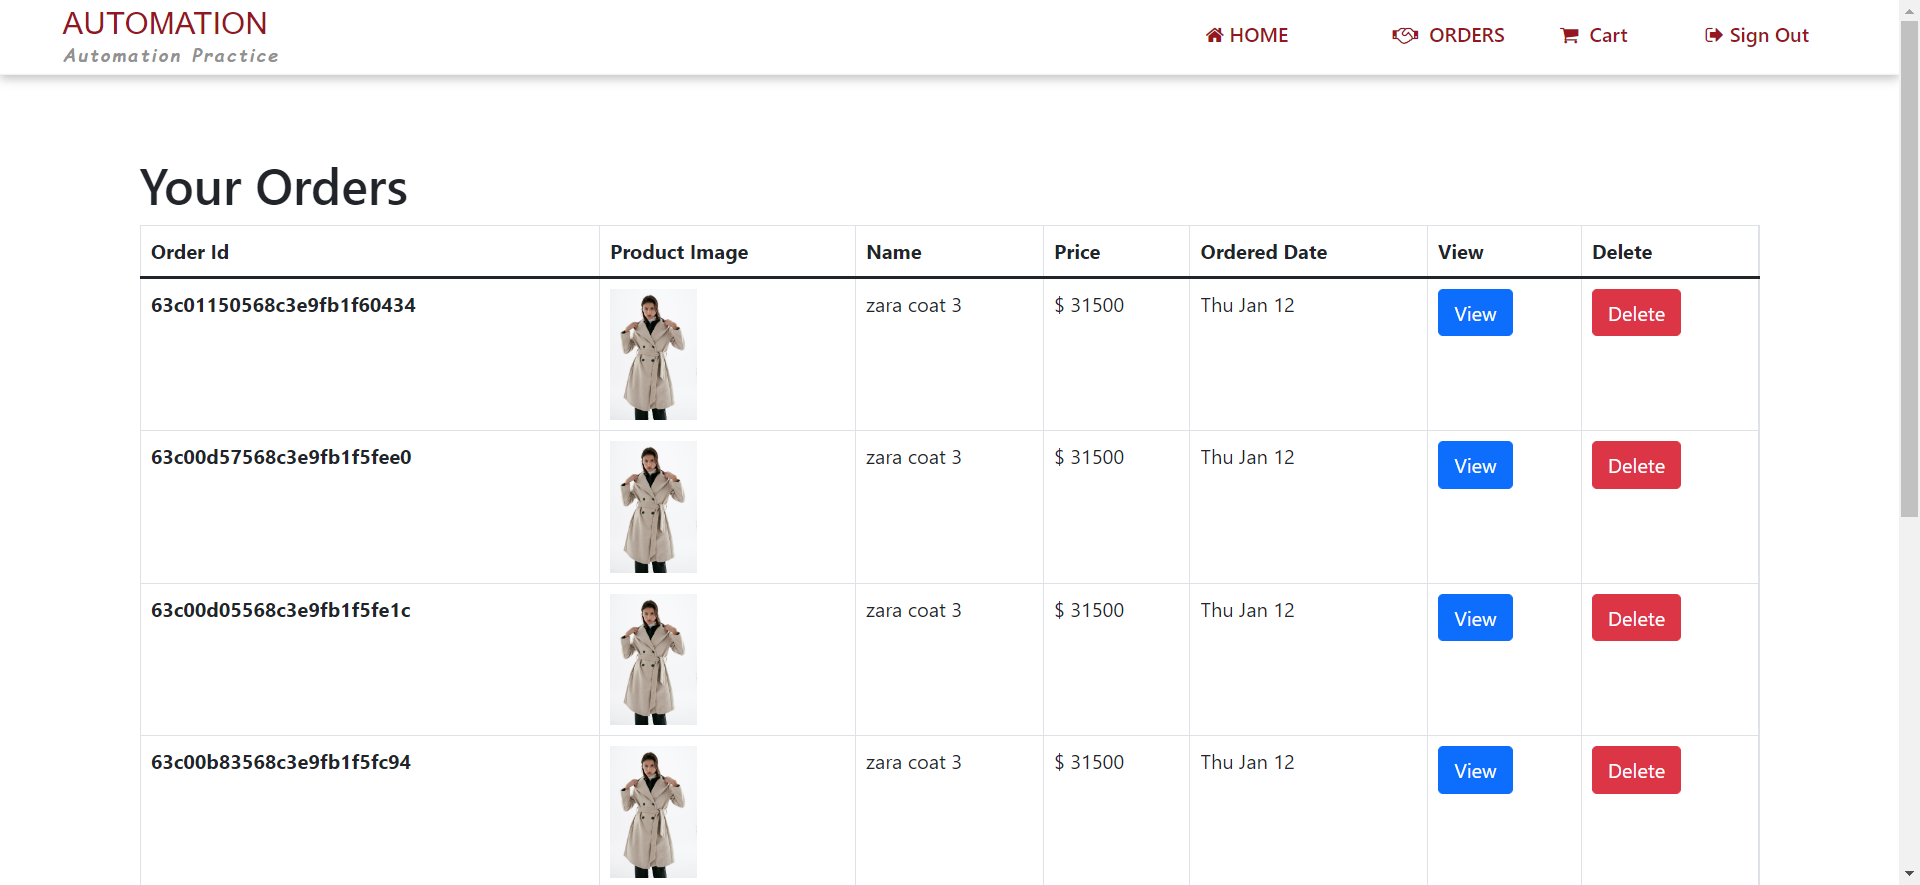 AUTOMATION
Automation Practice
HOME
ORDERS
Cart
Sign Out
Your Orders
Order Id Product Image Name Price Ordered Date View Delete
63c01150568c3e9fb1f60434 zara coat 3 $ 31500 Thu Jan 12 View Delete
63c00d57568c3e9fb1f5fee0 zara coat 3 $ 31500 Thu Jan 12 View Delete
63c00d05568c3e9fb1f5fe1c zara coat 3 $ 31500 Thu Jan 12 View Delete
63c00b83568c3e9fb1f5fc94 zara coat 3 $ 31500 Thu Jan 12 View Delete